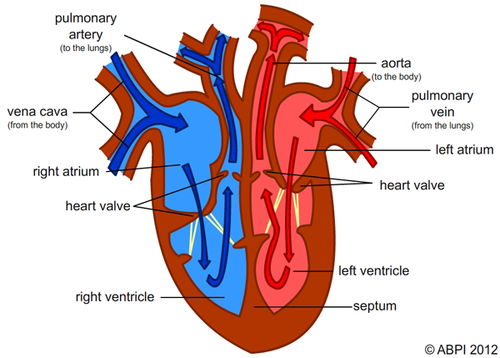 pulmonary
artery
(to the lungs)
aorta
(to the body)
vena cava
(from the body)
pulmonary
vein
(from the lungs)
right atrium
left atrium
heart valve
heart valve
left ventricle
right ventricle
septum
© ABPI 2012